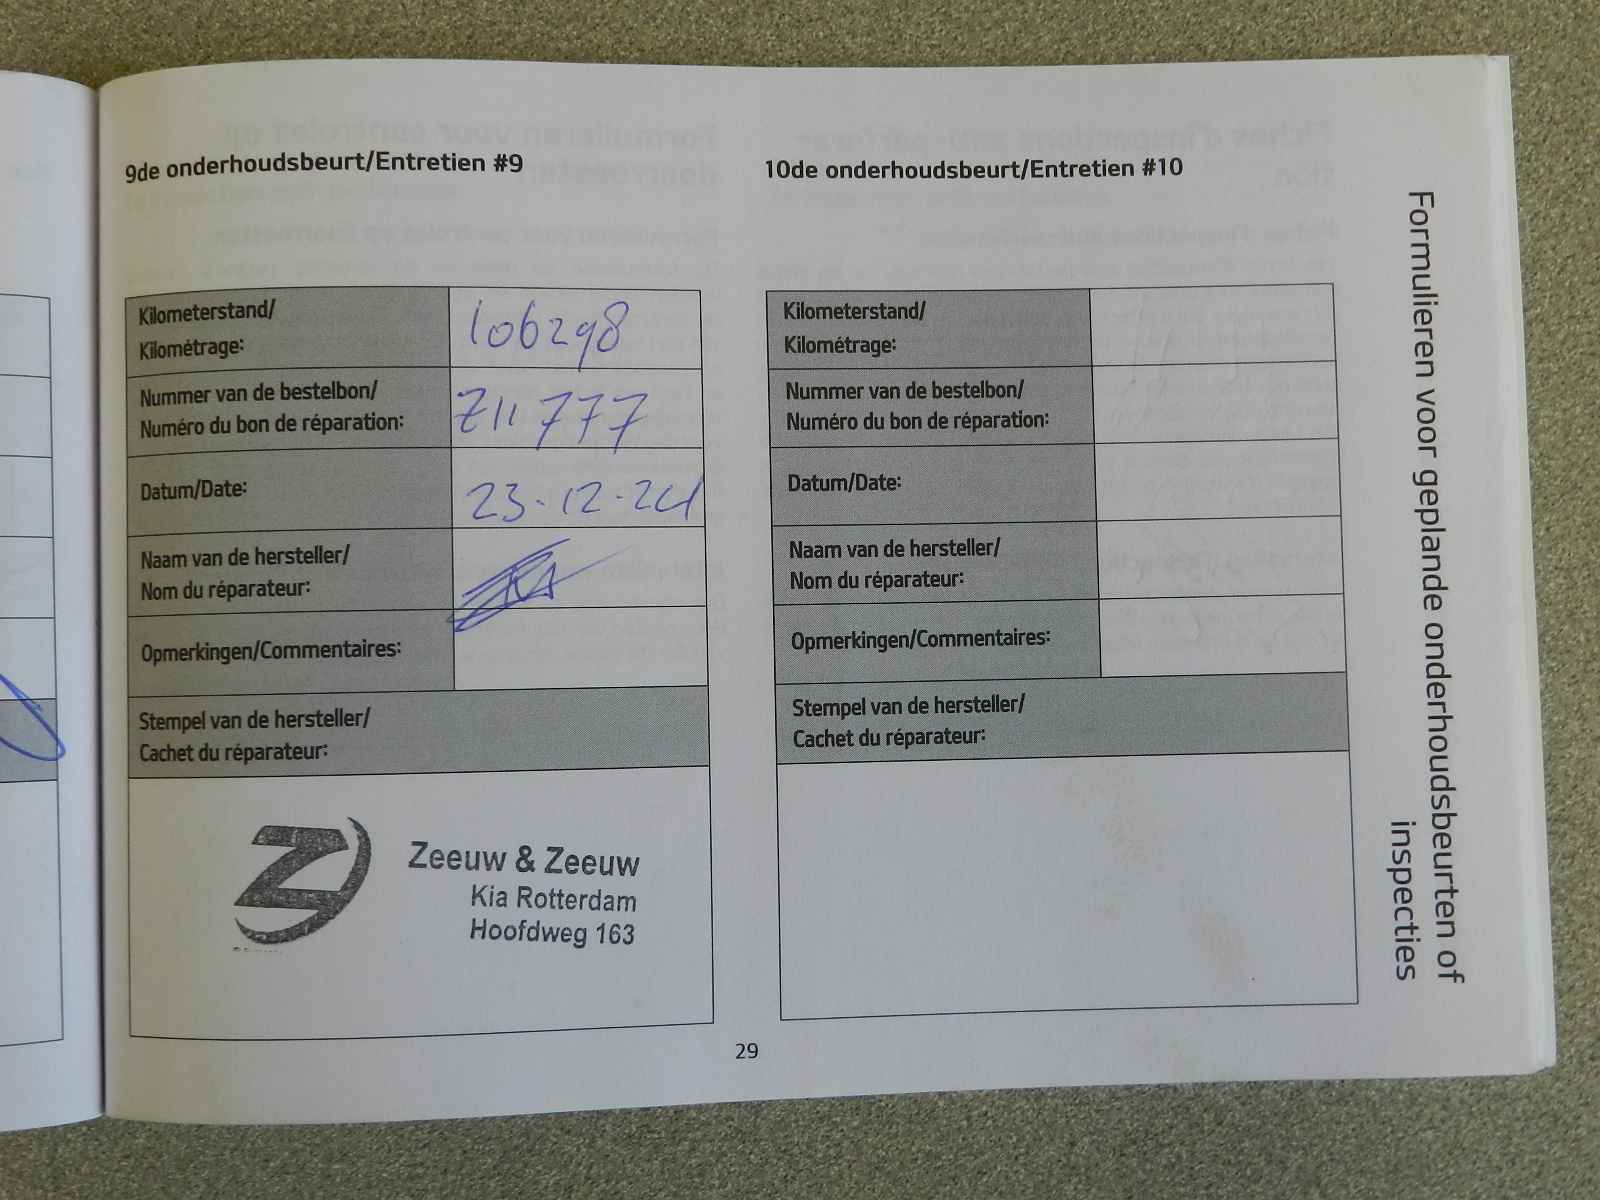 9de onderhoudsbeurt/Entretien #9
Kilometerstand/
Kilométrage:
106298
Nummer van de bestelbon/
Numéro du bon de réparation:
211777
Datum/Date:
23-12-24
Naam van de hersteller/
Nom du réparateur:
Opmerkingen/Commentaires:
Stempel van de hersteller/
Cachet du réparateur:
Z
Zeeuw & Zeeuw
Kia Rotterdam
Hoofdweg 163
10de onderhoudsbeurt/Entretien #10
Kilometerstand/
Kilométrage:
Nummer van de bestelbon/
Numéro du bon de réparation:
Datum/Date:
Naam van de hersteller/
Nom du réparateur:
Opmerkingen/Commentaires:
Stempel van de hersteller/
Cachet du réparateur:
Formulieren voor geplande onderhoudsbeurten of
inspecties
29